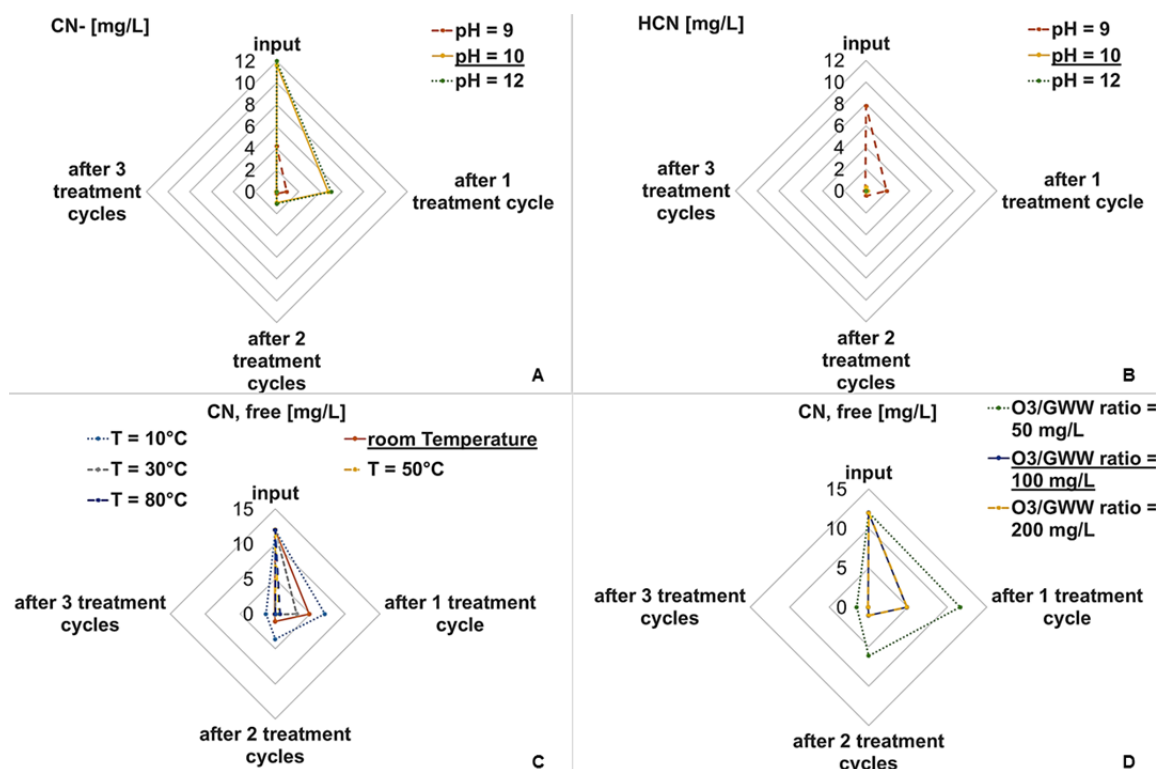 CN- [mg/L]
pH = 9
pH = 10
pH = 12
input
12
10
8
6
4
2
0
after 3
treatment
cycles
after 1
treatment cycle
after 2
treatment
cycles
A
HCN [mg/L]
pH = 9
pH = 10
pH = 12
input
12
10
8
6
4
2
0
after 3
treatment
cycles
after 1
treatment cycle
after 2
treatment
cycles
B
CN, free [mg/L]
T = 10°C
room Temperature
T = 30°C
T = 50°C
T = 80°C
input
15
10
5
0
after 3 treatment
cycles
after 1 treatment
cycle
after 2 treatment
cycles
C
CN, free [mg/L]
O3/GWW ratio =
50 mg/L
O3/GWW ratio =
100 mg/L
O3/GWW ratio =
200 mg/L
input
15
10
5
0
after 3 treatment
cycles
after 1 treatment
cycle
after 2 treatment
cycles
D